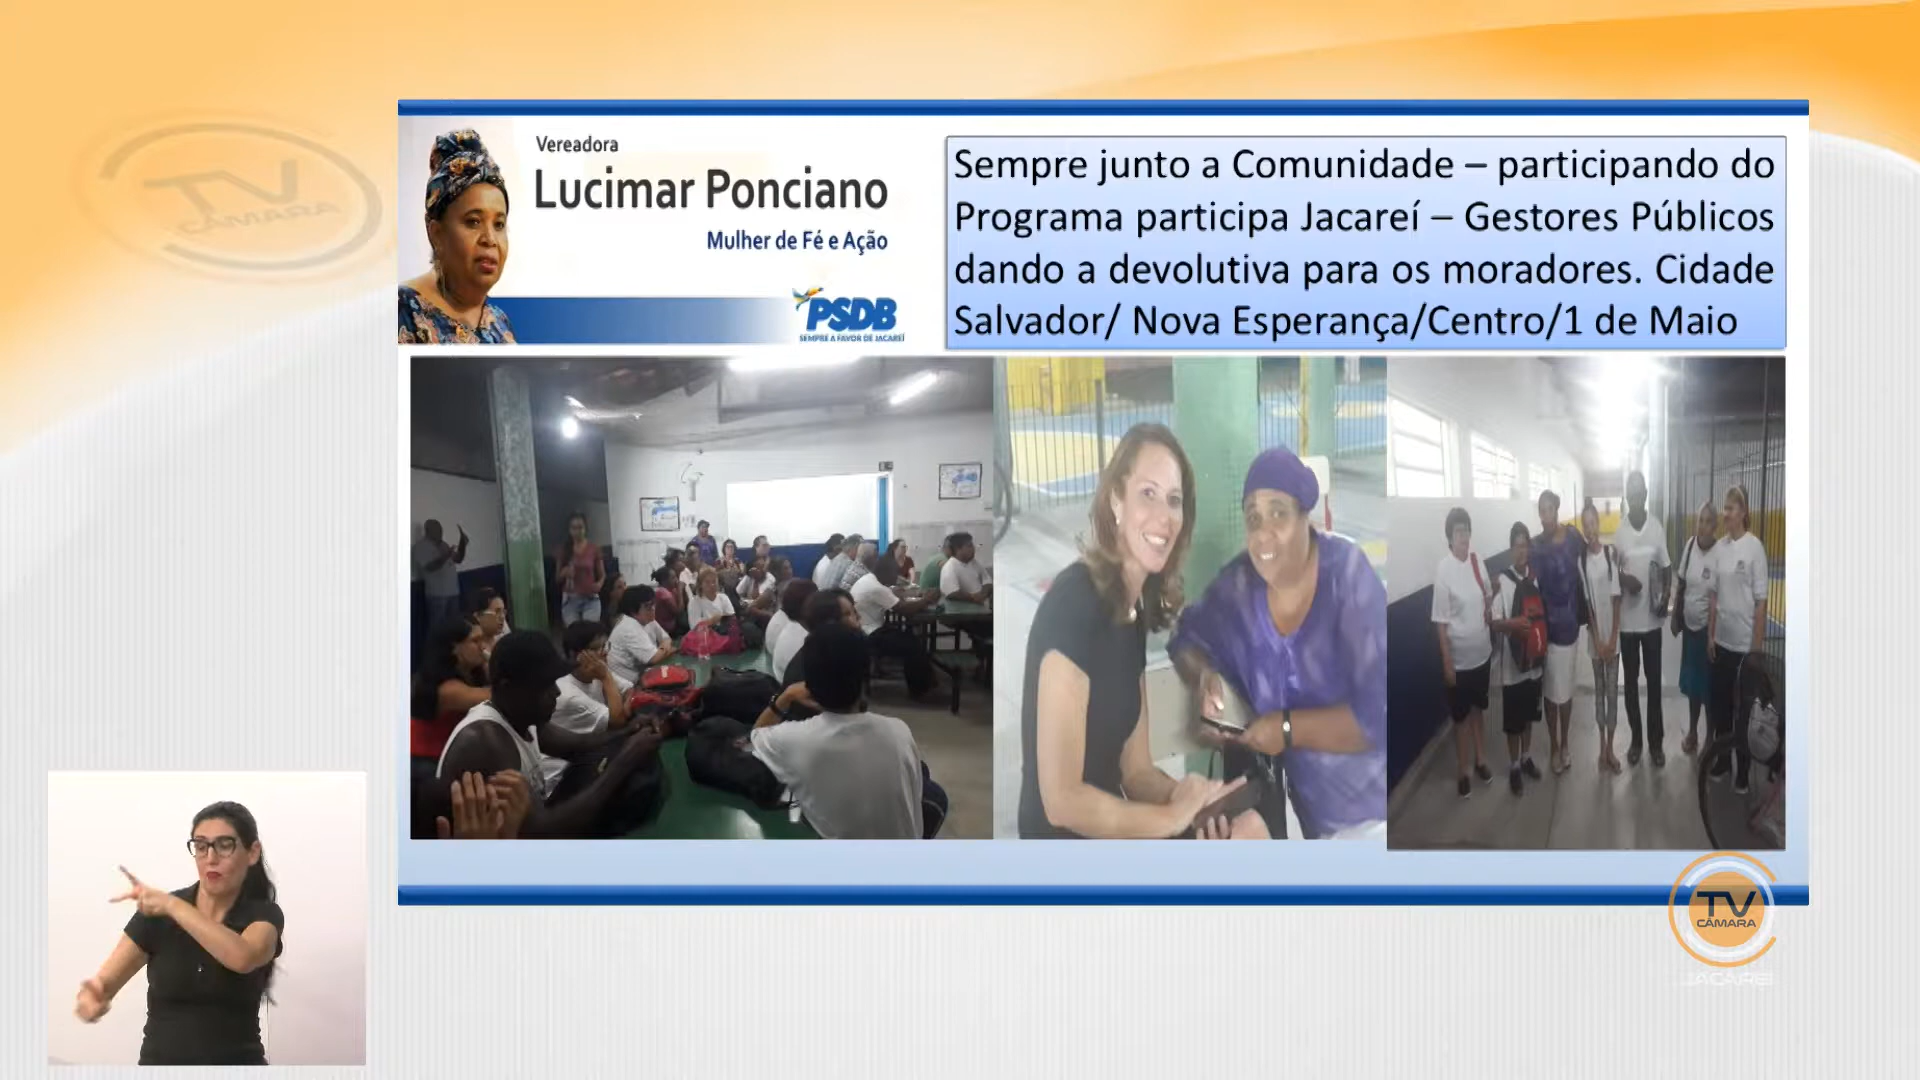 TV
CÂMARA
Vereadora
Lucimar Ponciano
Mulher de Fé e Ação
PSDB
SEMPRE A FAVOR DE JACAREÍ
Sempre junto a Comunidade – participando do
Programa participa Jacareí – Gestores Públicos
dando a devolutiva para os moradores. Cidade
Salvador/ Nova Esperança/Centro/1 de Maio
TV
CÂMARA
JACAREÍ